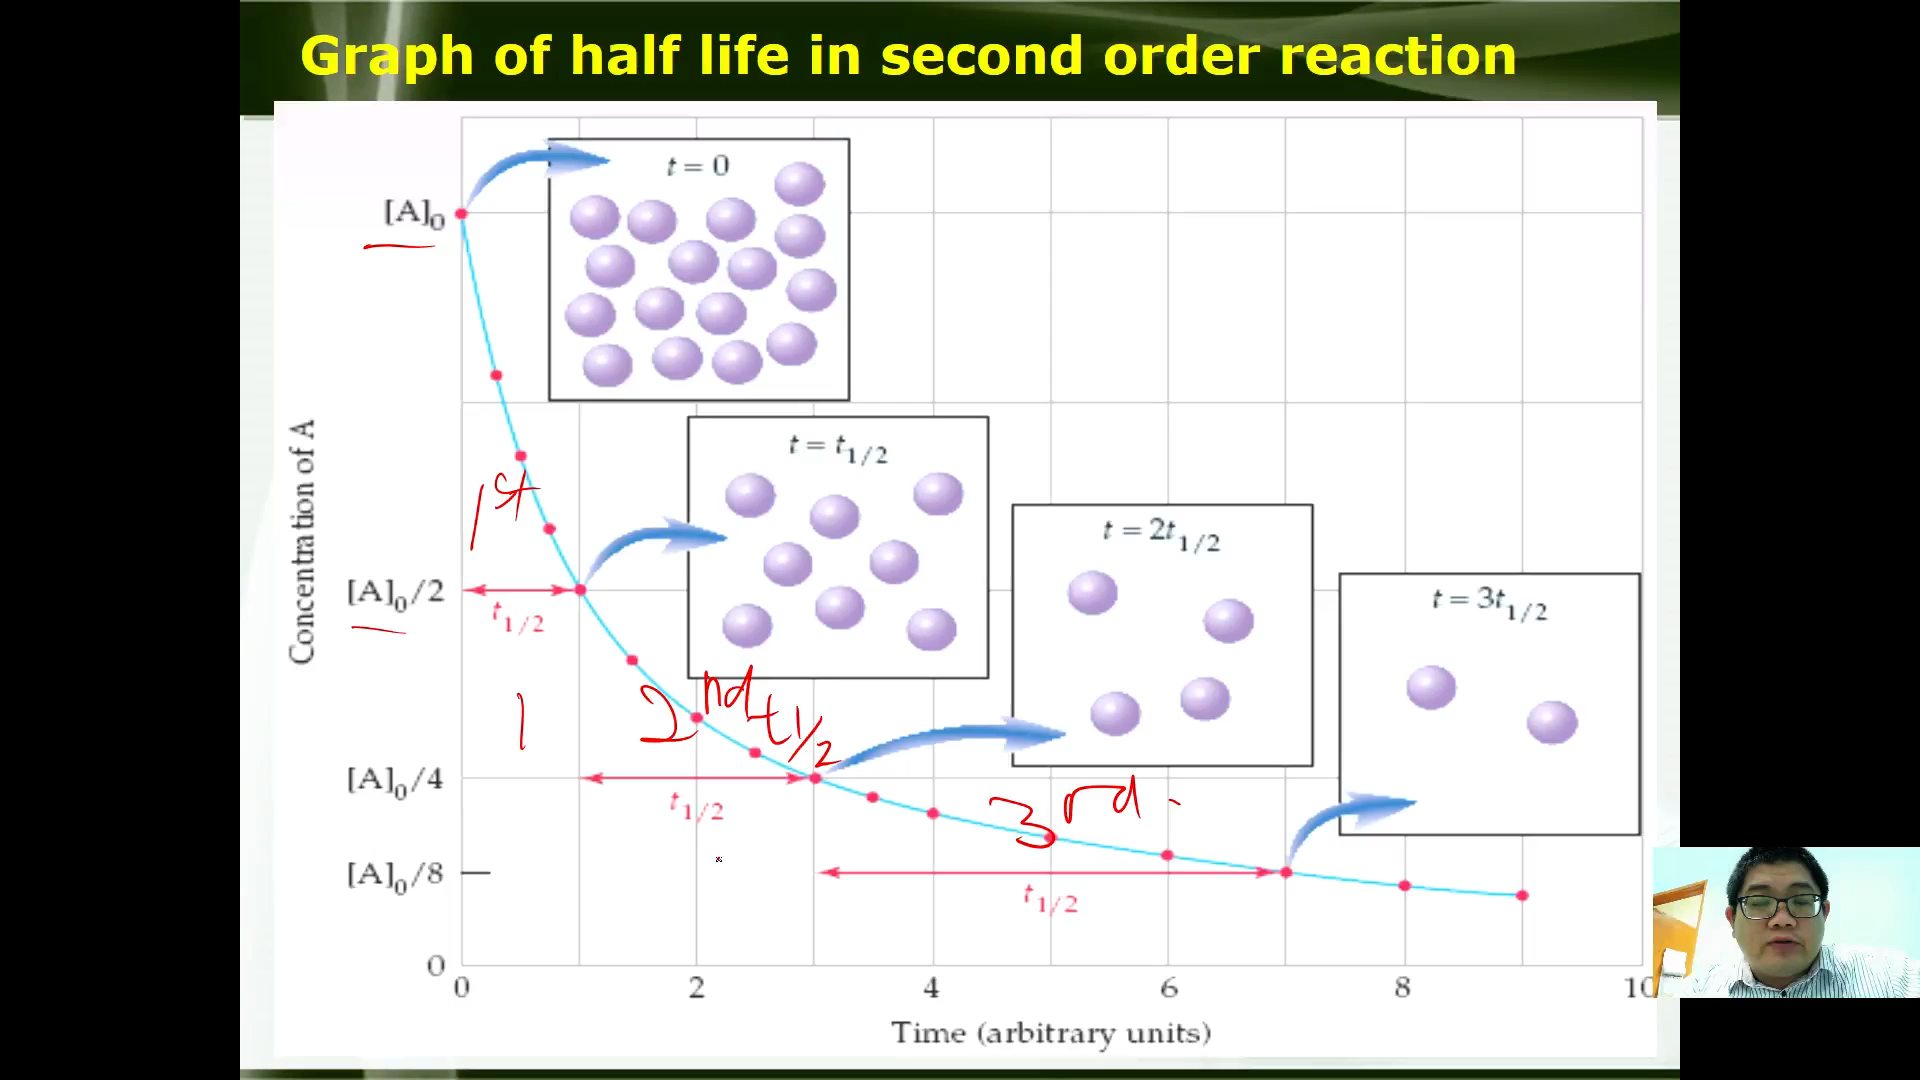 Graph of half life in second order reaction
t = 0
[A]0
t = t1/2
Concentration of A
1st
t = 2t1/2
t = 3t1/2
[A]0/2
t1/2
1
2nd t1/2
[A]0/4
t1/2
3rd
[A]0/8
t1/2
0
0 2 4 6 8 10
Time (arbitrary units)